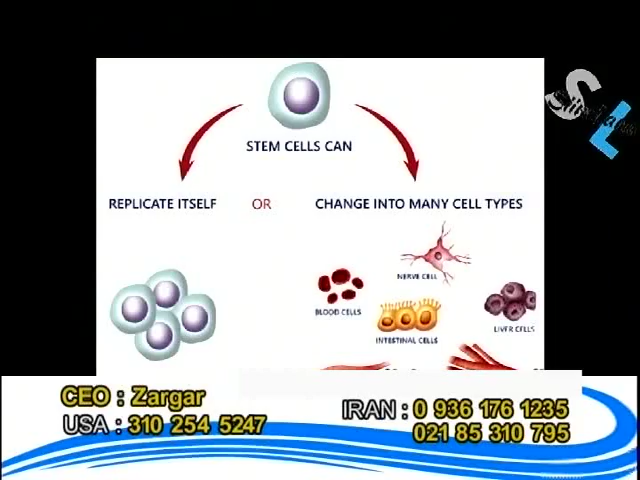 SL
STEM CELLS CAN
REPLICATE ITSELF OR CHANGE INTO MANY CELL TYPES
NERVE CELL
BLOOD CELLS
INTESTINAL CELLS
LIVER CELLS
CEO : Zargar
USA : 310 254 5247
IRAN : 0 936 176 1235
021 85 310 795